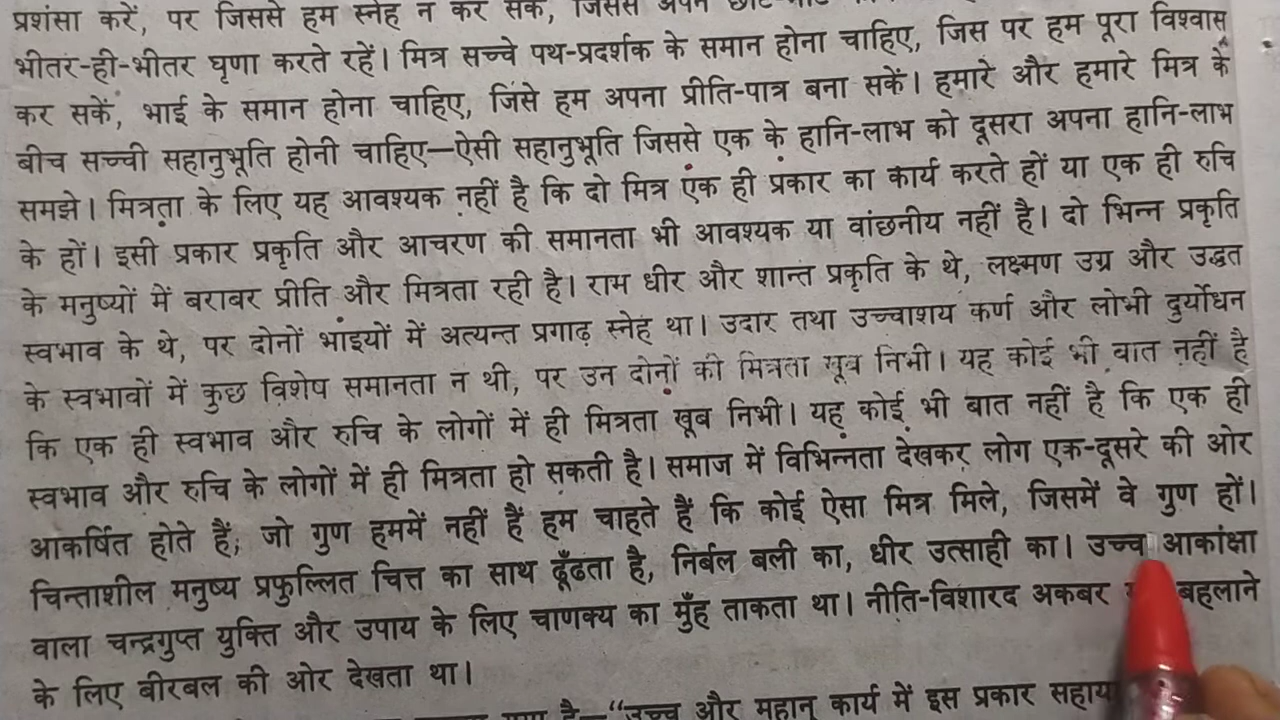 प्रशंसा करें, पर जिससे हम स्नेह न कर सकें, जिससे अपने
भीतर-ही-भीतर घृणा करते रहें। मित्र सच्चे पथ-प्रदर्शक के समान होना चाहिए, जिस पर हम पूरा विश्वास
कर सकें, भाई के समान होना चाहिए, जिसे हम अपना प्रीति-पात्र बना सकें। हमारे और हमारे मित्र के
बीच सच्ची सहानुभूति होनी चाहिए—ऐसी सहानुभूति जिससे एक के हानि-लाभ को दूसरा अपना हानि-लाभ
समझे। मित्रता के लिए यह आवश्यक नहीं है कि दो मित्र एक ही प्रकार का कार्य करते हों या एक ही रुचि
के हों। इसी प्रकार प्रकृति और आचरण की समानता भी आवश्यक या वांछनीय नहीं है। दो भिन्न प्रकृति
के मनुष्यों में बराबर प्रीति और मित्रता रही है। राम धीर और शान्त प्रकृति के थे, लक्ष्मण उग्र और उद्धत
स्वभाव के थे, पर दोनों भाइयों में अत्यन्त प्रगाढ़ स्नेह था। उदार तथा उच्चाशय कर्ण और लोभी दुर्योधन
के स्वभावों में कुछ विशेष समानता न थी, पर उन दोनों की मित्रता खूब निभी। यह कोई भी बात नहीं है
कि एक ही स्वभाव और रुचि के लोगों में ही मित्रता खूब निभी। यह कोई भी बात नहीं है कि एक ही
स्वभाव और रुचि के लोगों में ही मित्रता हो सकती है। समाज में विभिन्नता देखकर लोग एक-दूसरे की ओर
आकर्षित होते हैं; जो गुण हममें नहीं हैं हम चाहते हैं कि कोई ऐसा मित्र मिले, जिसमें वे गुण हों।
चिन्ताशील मनुष्य प्रफुल्लित चित्त का साथ ढूँढता है, निर्बल बली का, धीर उत्साही का। उच्च आकांक्षा
वाला चन्द्रगुप्त युक्ति और उपाय के लिए चाणक्य का मुँह ताकता था। नीति-विशारद अकबर बहलाने
के लिए बीरबल की ओर देखता था।
है—“उच्च और महान् कार्य में इस प्रकार